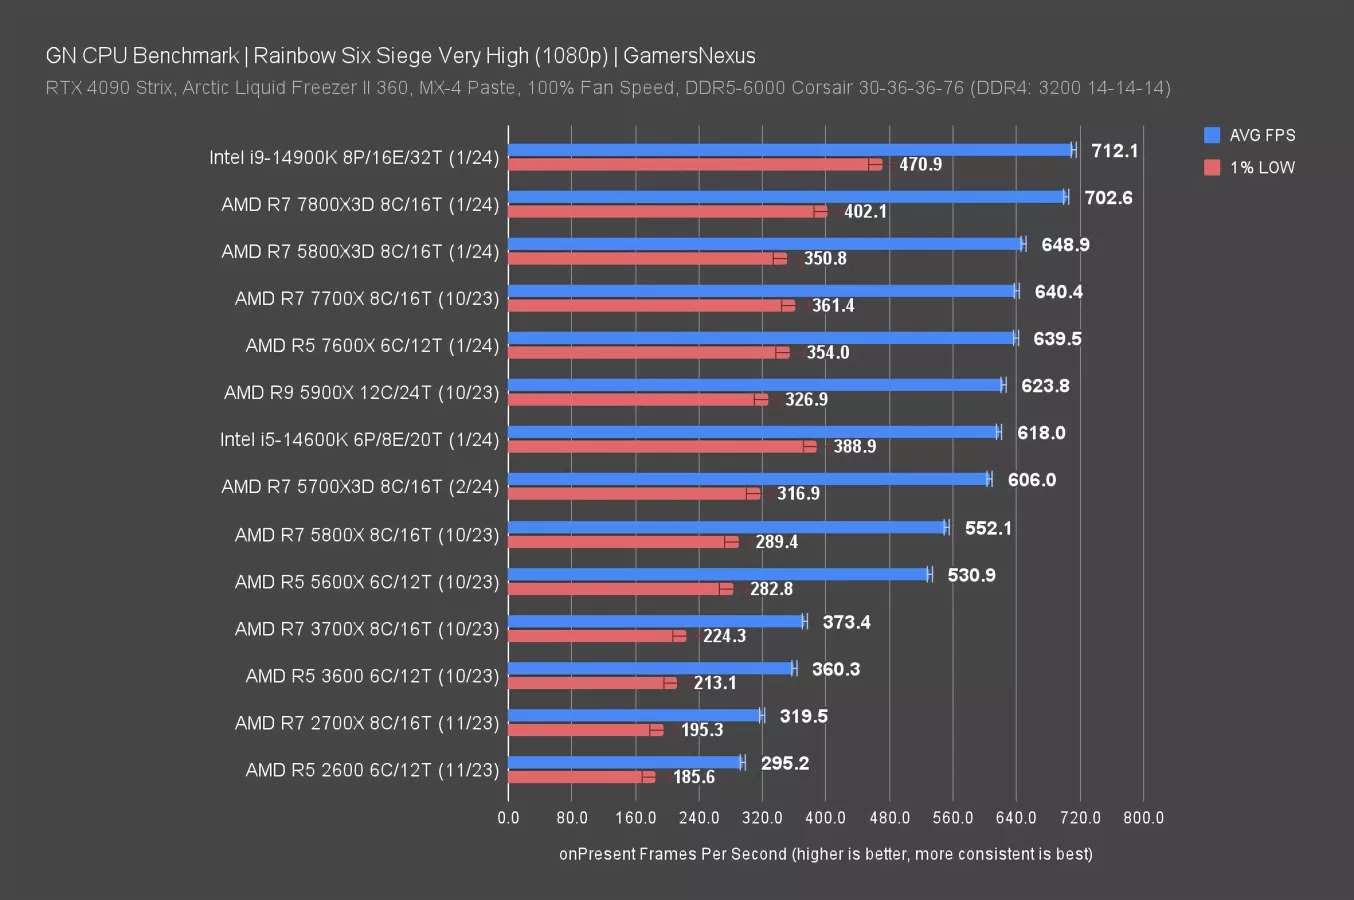 GN CPU Benchmark | Rainbow Six Siege Very High (1080p) | GamersNexus
RTX 4090 Strix, Arctic Liquid Freezer II 360, MX-4 Paste, 100% Fan Speed, DDR5-6000 Corsair 30-36-36-76 (DDR4: 3200 14-14-14)
AVG FPS
1% LOW
Intel i9-14900K 8P/16E/32T (1/24)
712.1
470.9
AMD R7 7800X3D 8C/16T (1/24)
702.6
402.1
AMD R7 5800X3D 8C/16T (1/24)
648.9
350.8
AMD R7 7700X 8C/16T (10/23)
640.4
361.4
AMD R5 7600X 6C/12T (1/24)
639.5
354.0
AMD R9 5900X 12C/24T (10/23)
623.8
326.9
Intel i5-14600K 6P/8E/20T (1/24)
618.0
388.9
AMD R7 5700X3D 8C/16T (2/24)
606.0
316.9
AMD R7 5800X 8C/16T (10/23)
552.1
289.4
AMD R5 5600X 6C/12T (10/23)
530.9
282.8
AMD R7 3700X 8C/16T (10/23)
373.4
224.3
AMD R5 3600 6C/12T (10/23)
360.3
213.1
AMD R7 2700X 8C/16T (11/23)
319.5
195.3
AMD R5 2600 6C/12T (11/23)
295.2
185.6
0.0 80.0 160.0 240.0 320.0 400.0 480.0 560.0 640.0 720.0 800.0
onPresent Frames Per Second (higher is better, more consistent is best)